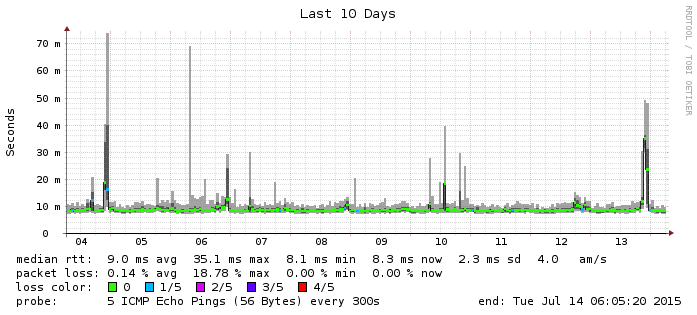 Last 10 Days
RRDTOOL / TOBI OETIKER
Seconds
70 m
60 m
50 m
40 m
30 m
20 m
10 m
0
04 05 06 07 08 09 10 11 12 13
median rtt: 9.0 ms avg 35.1 ms max 8.1 ms min 8.3 ms now 2.3 ms sd 4.0 am/s
packet loss: 0.14 % avg 18.78 % max 0.00 % min 0.00 % now
loss color: 0 1/5 2/5 3/5 4/5
probe: 5 ICMP Echo Pings (56 Bytes) every 300s end: Tue Jul 14 06:05:20 2015